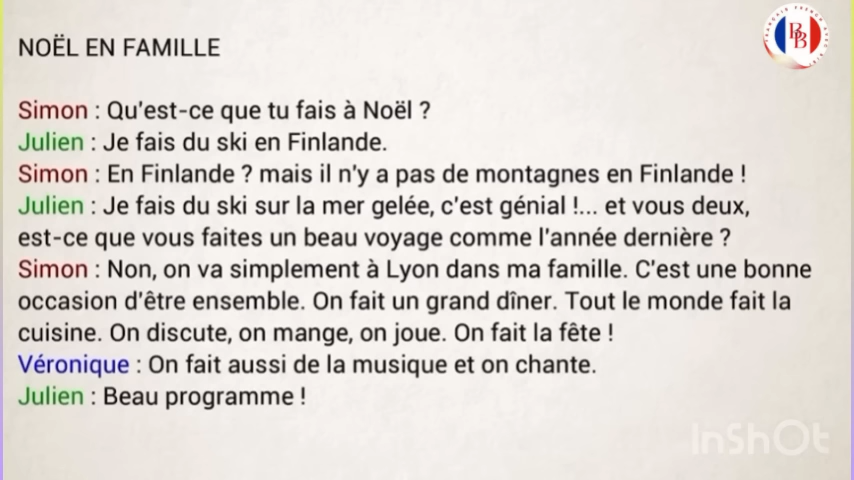 NOËL EN FAMILLE
Simon : Qu'est-ce que tu fais à Noël ?
Julien : Je fais du ski en Finlande.
Simon : En Finlande ? mais il n'y a pas de montagnes en Finlande !
Julien : Je fais du ski sur la mer gelée, c'est génial !... et vous deux,
est-ce que vous faites un beau voyage comme l'année dernière ?
Simon : Non, on va simplement à Lyon dans ma famille. C'est une bonne
occasion d'être ensemble. On fait un grand dîner. Tout le monde fait la
cuisine. On discute, on mange, on joue. On fait la fête !
Véronique : On fait aussi de la musique et on chante.
Julien : Beau programme !
InShOt